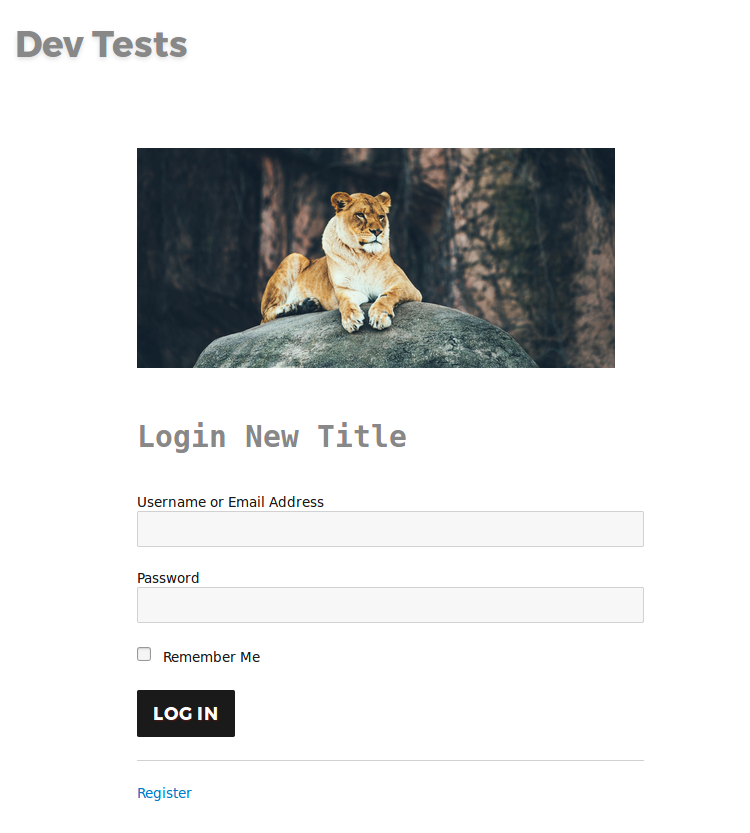 Dev Tests
Login New Title
Username or Email Address
Password
Remember Me
LOG IN
Register